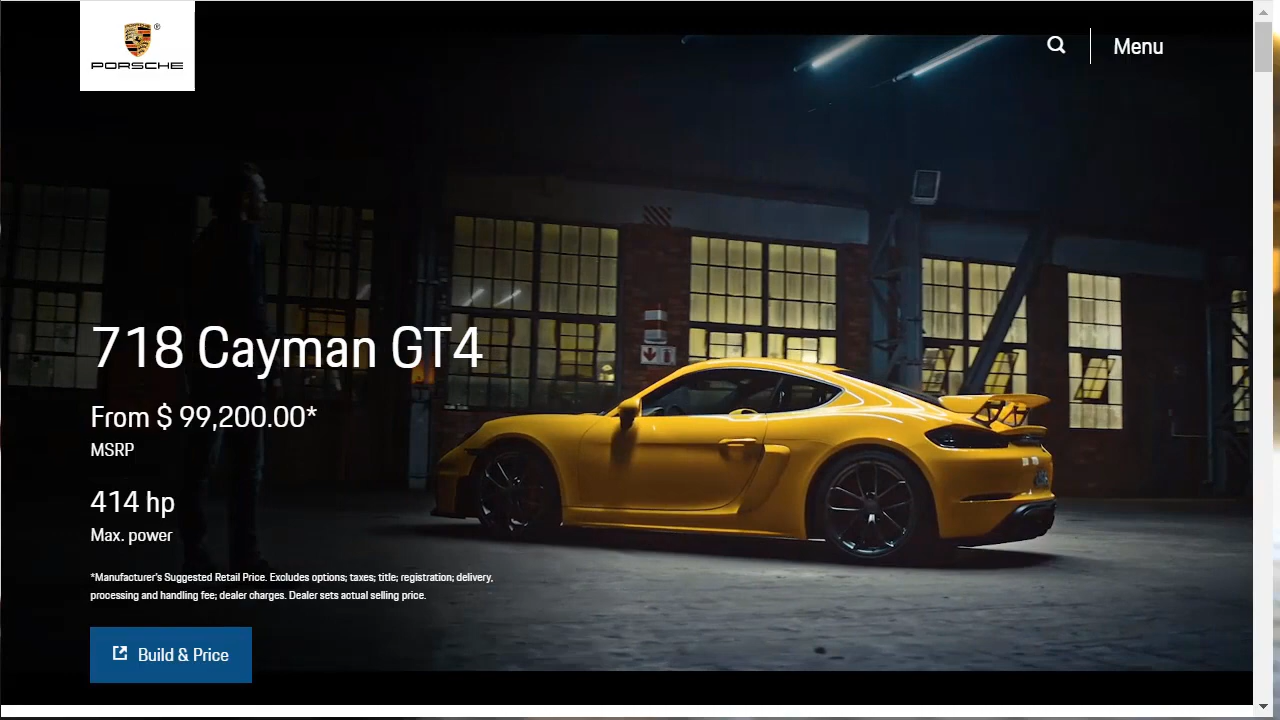 PORSCHE
®
Menu
718 Cayman GT4
From $ 99,200.00*
MSRP
414 hp
Max. power
*Manufacturer's Suggested Retail Price. Excludes options; taxes; title; registration; delivery,
processing and handling fee; dealer charges. Dealer sets actual selling price.
Build & Price